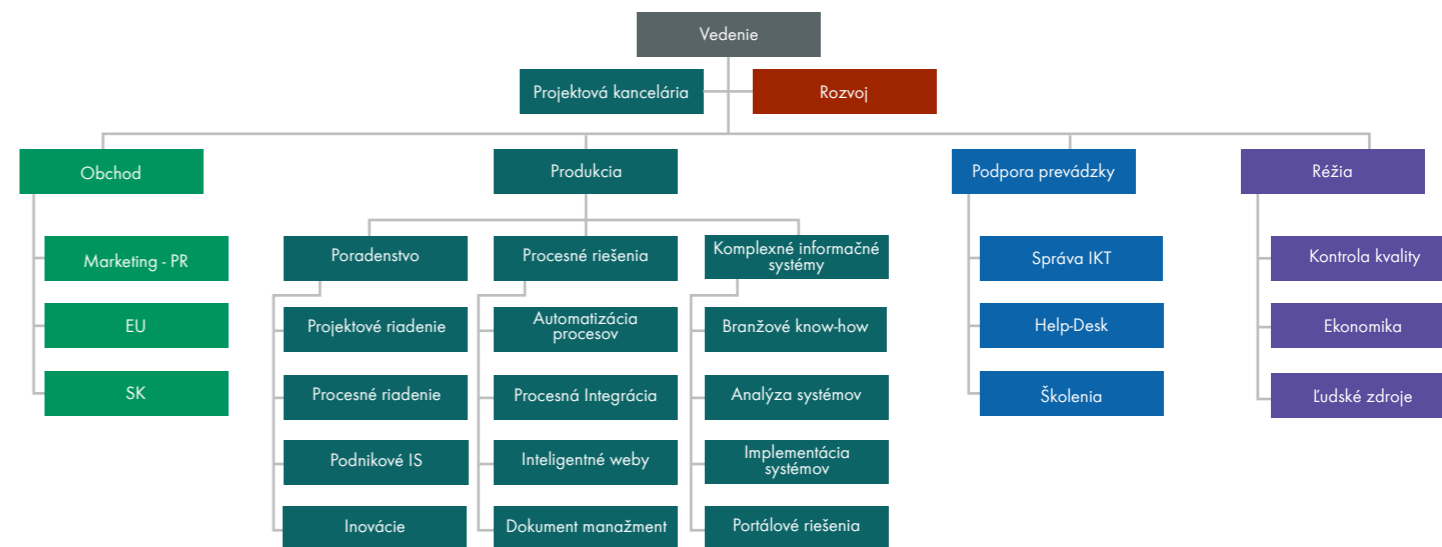 Vedenie
Projektová kancelária
Rozvoj
Obchod
Produkcia
Podpora prevádzky
Réžia
Marketing - PR
EU
SK
Poradenstvo
Projektové riadenie
Procesné riadenie
Podnikové IS
Inovácie
Procesné riešenia
Automatizácia
procesov
Procesná Integrácia
Inteligentné weby
Dokument manažment
Komplexné informačné
systémy
Branžové know-how
Analýza systémov
Implementácia
systémov
Portálové riešenia
Správa IKT
Help-Desk
Školenia
Kontrola kvality
Ekonomika
Ľudské zdroje